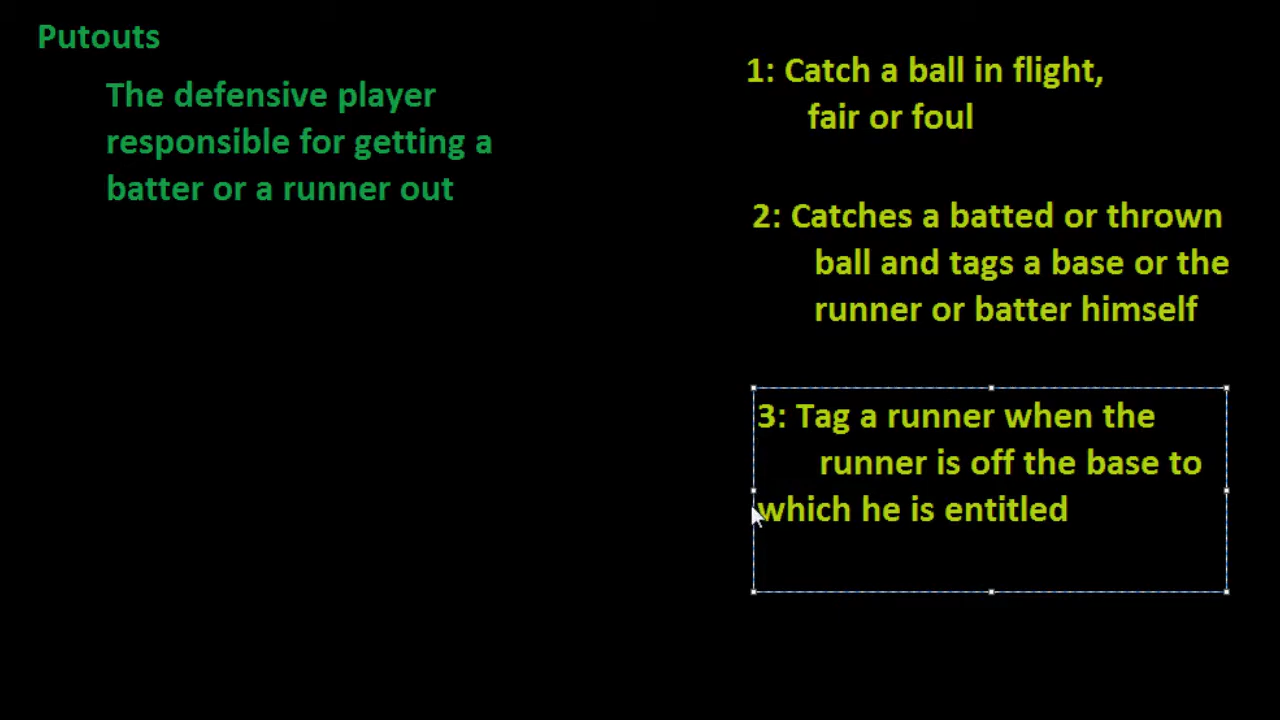 Putouts
The defensive player
responsible for getting a
batter or a runner out
1: Catch a ball in flight,
fair or foul
2: Catches a batted or thrown
ball and tags a base or the
runner or batter himself
3: Tag a runner when the
runner is off the base to
which he is entitled